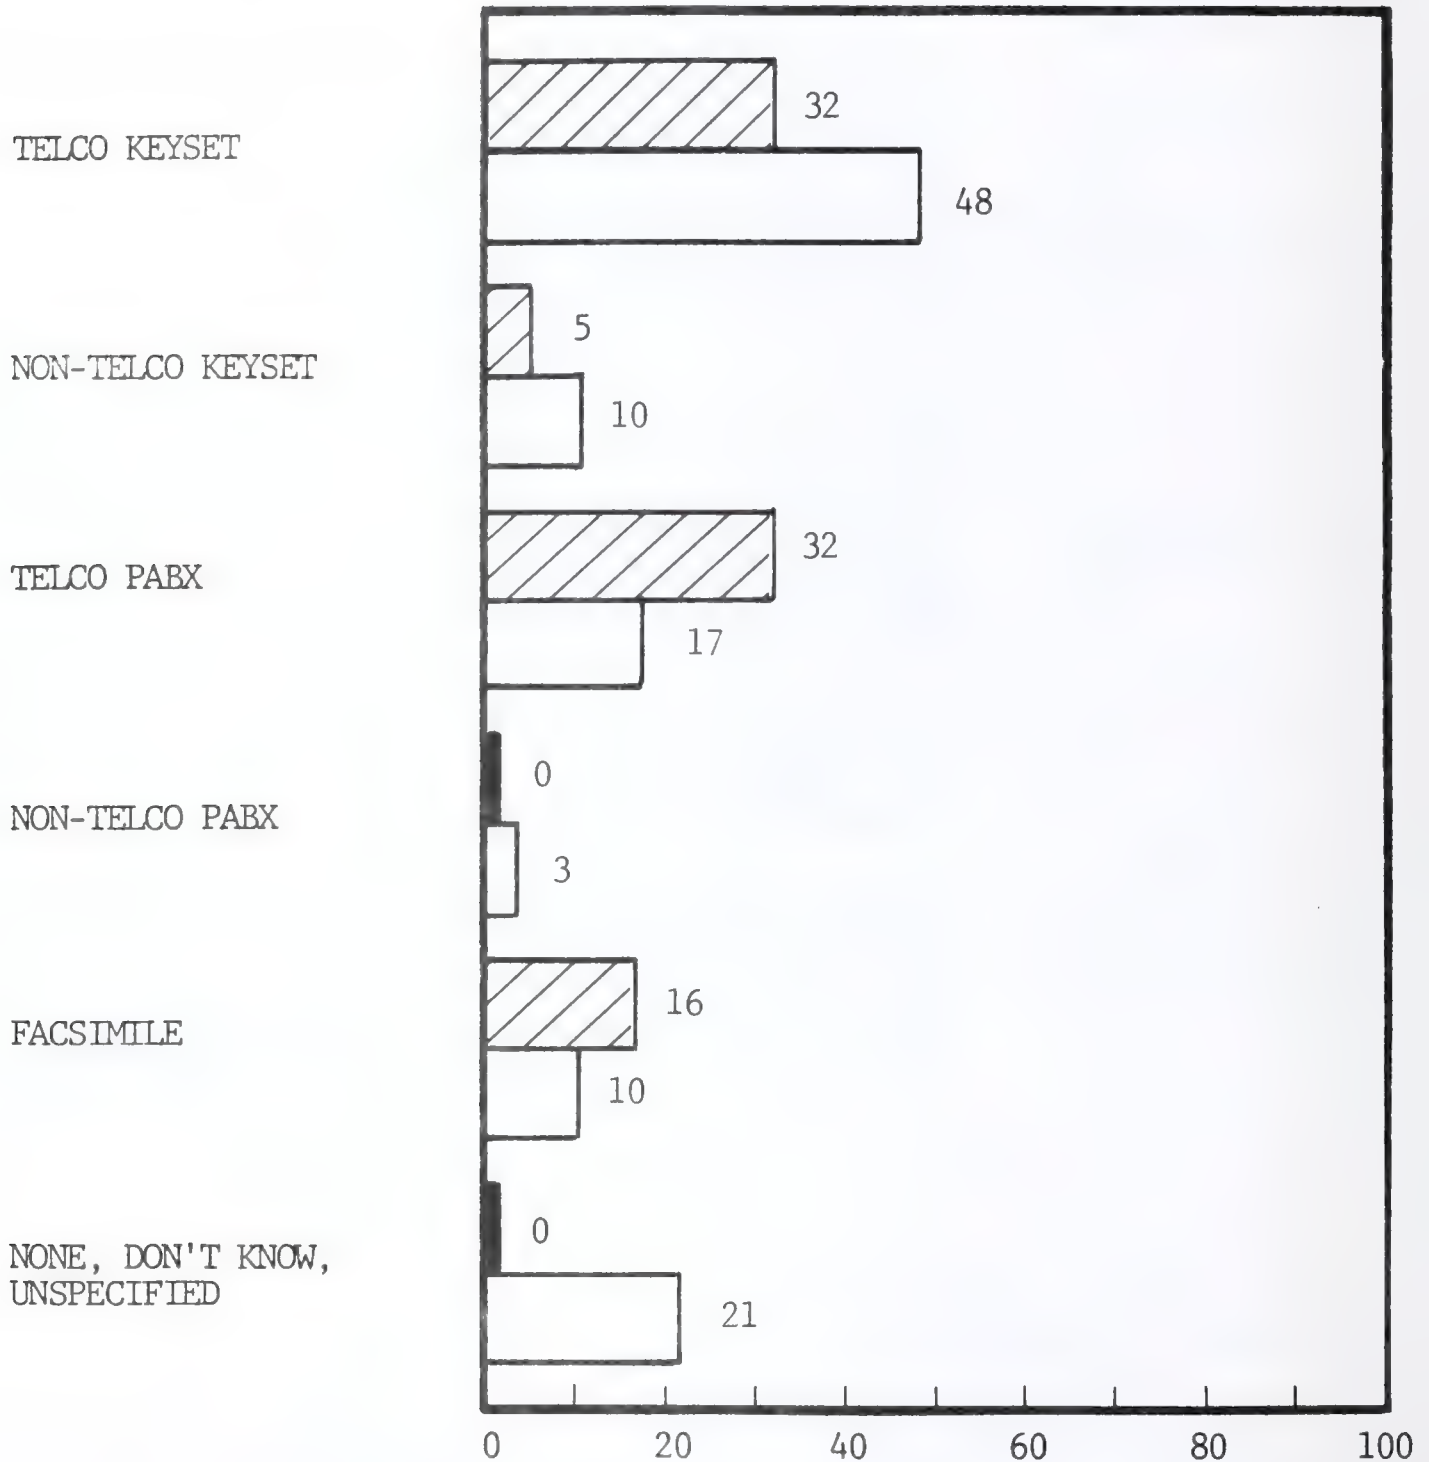 32
TELCO KEYSET
48
5
NON-TELCO KEYSET
10
32
TELCO PABX
17
0
NON-TELCO PABX
3
16
FACSIMILE
10
0
NONE, DON'T KNOW,
UNSPECIFIED
21
0 20 40 60 80 100